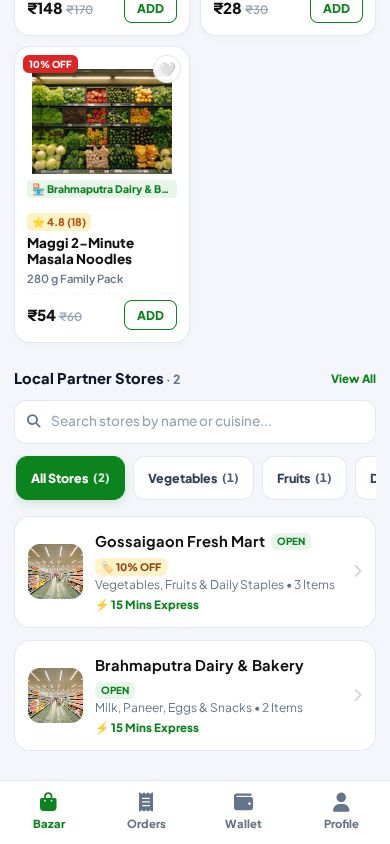 ₹148 ₹170 ADD
₹28 ₹30 ADD
10% OFF
🏪 Brahmaputra Dairy & B...
⭐ 4.8 (18)
Maggi 2-Minute
Masala Noodles
280 g Family Pack
₹54 ₹60 ADD
Local Partner Stores · 2 View All
Search stores by name or cuisine...
All Stores (2) Vegetables (1) Fruits (1) D
Gossaigaon Fresh Mart OPEN
🏷️ 10% OFF
Vegetables, Fruits & Daily Staples • 3 Items
⚡ 15 Mins Express
Brahmaputra Dairy & Bakery
OPEN
Milk, Paneer, Eggs & Snacks • 2 Items
⚡ 15 Mins Express
Bazar Orders Wallet Profile